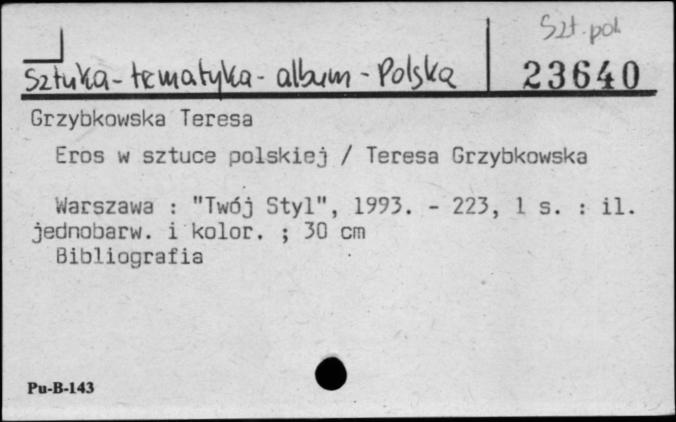 Szt. pol.
Sztuka - tematyka - album - Polska
23640
Grzybkowska Teresa
Eros w sztuce polskiej / Teresa Grzybkowska
Warszawa : "Twój Styl", 1993. - 223, 1 s. : il.
jednobarw. i kolor. ; 30 cm
Bibliografia
Pu-B-143